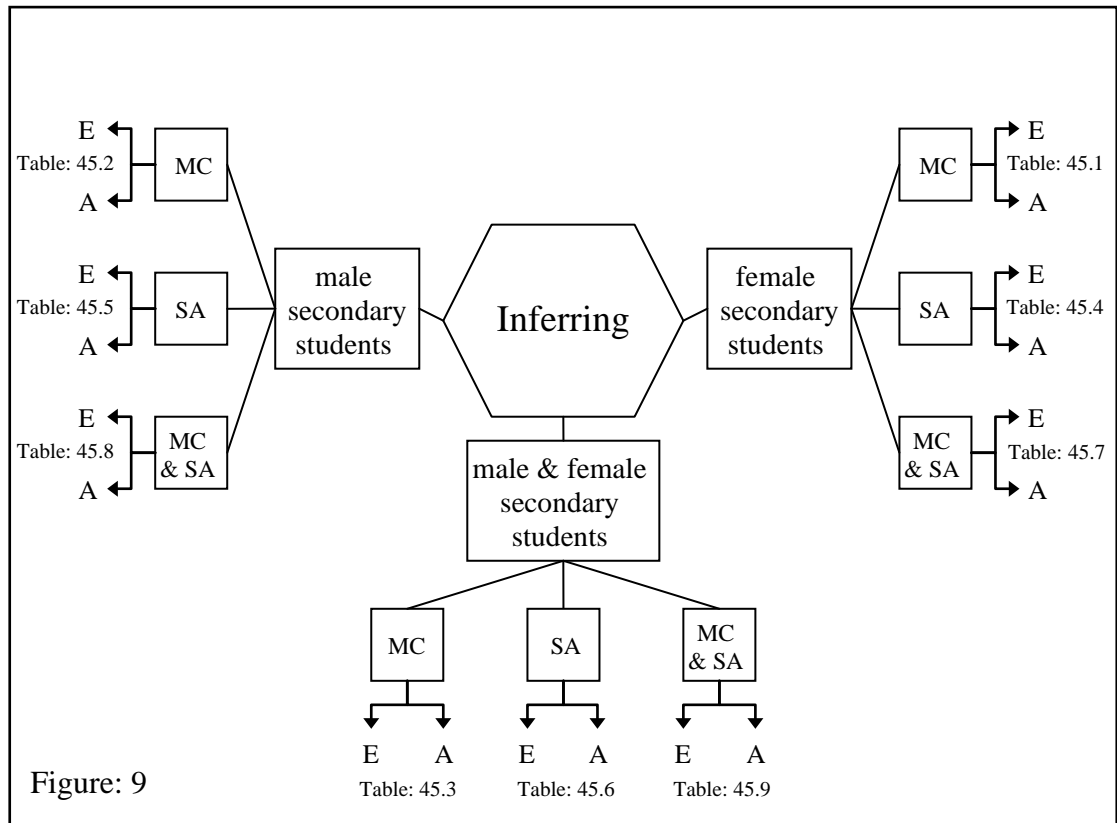 E
Table: 45.2
A
MC
E
Table: 45.5
A
SA
E
Table: 45.8
A
MC
& SA
male
secondary
students
Inferring
female
secondary
students
MC
E
Table: 45.1
A
SA
E
Table: 45.4
A
MC
& SA
E
Table: 45.7
A
male & female
secondary
students
MC
SA
MC
& SA
E A
E A
E A
Table: 45.3
Table: 45.6
Table: 45.9
Figure: 9